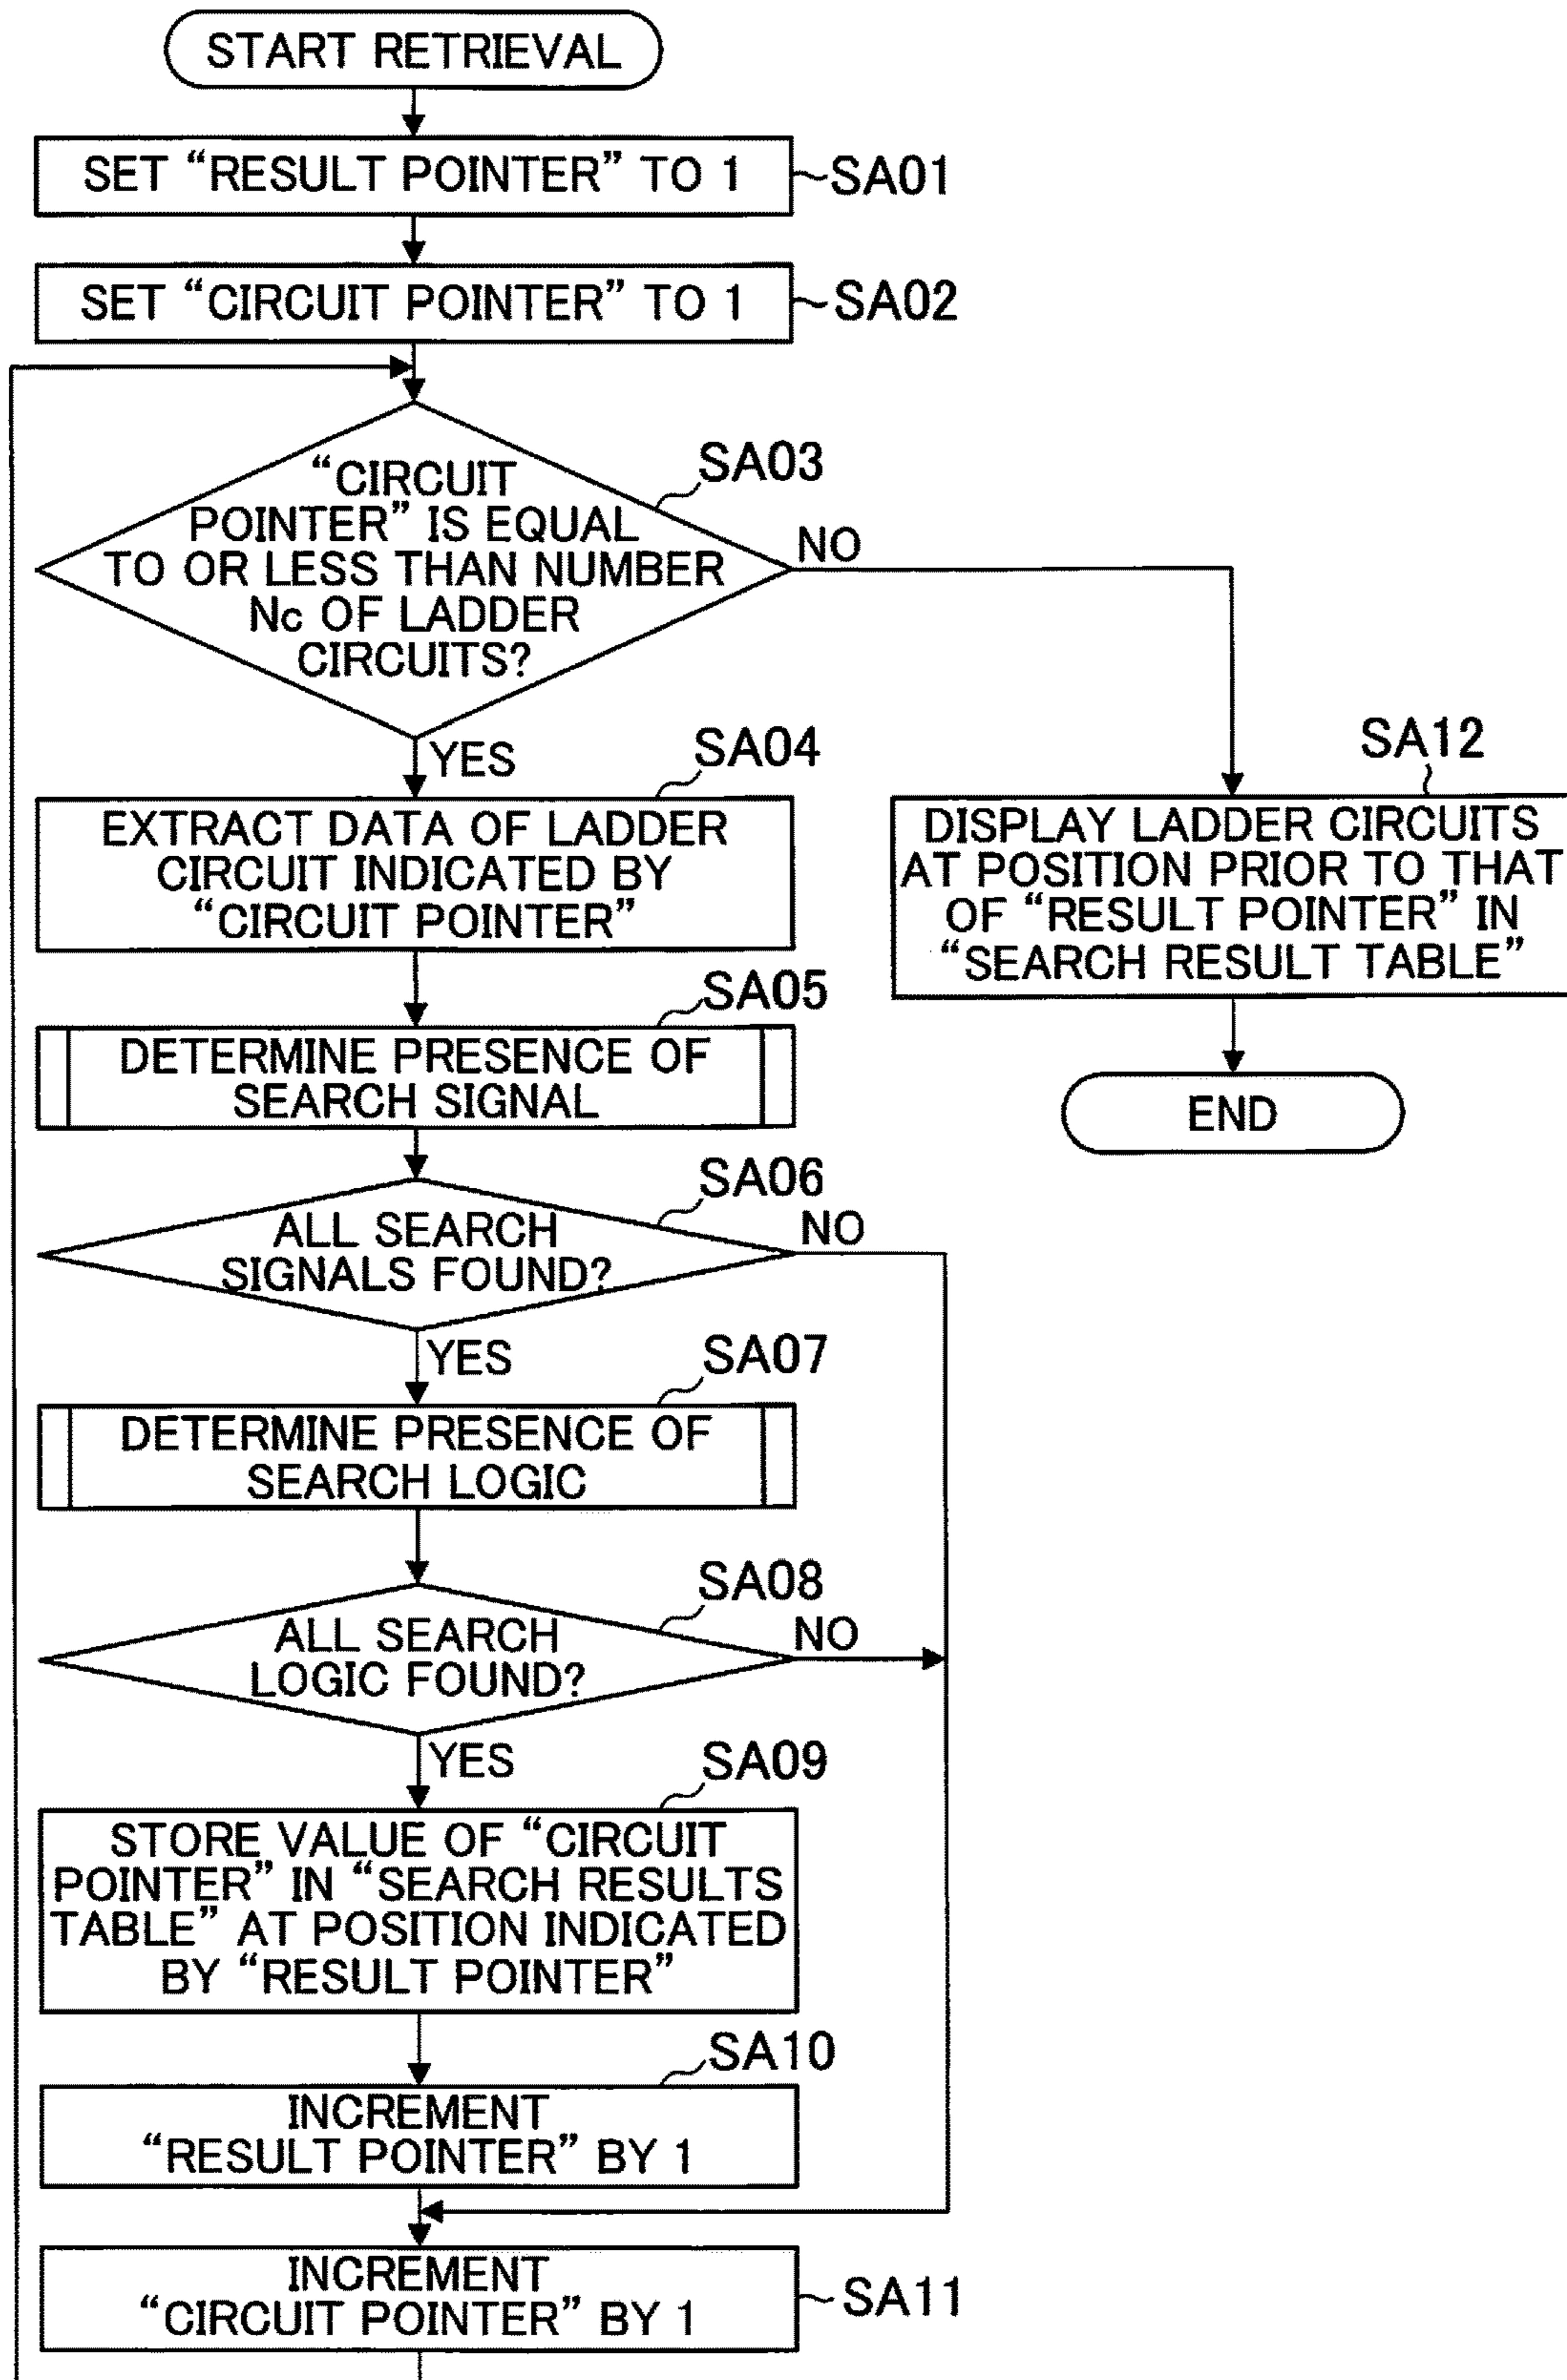 START RETRIEVAL
SET “RESULT POINTER” TO 1
SA01
SET “CIRCUIT POINTER” TO 1
SA02
SA03
“CIRCUIT
POINTER” IS EQUAL
TO OR LESS THAN NUMBER
Nc OF LADDER
CIRCUITS?
NO
YES
SA04
EXTRACT DATA OF LADDER
CIRCUIT INDICATED BY
“CIRCUIT POINTER”
SA12
DISPLAY LADDER CIRCUITS
AT POSITION PRIOR TO THAT
OF “RESULT POINTER” IN
“SEARCH RESULT TABLE”
END
SA05
DETERMINE PRESENCE OF
SEARCH SIGNAL
SA06
ALL SEARCH
SIGNALS FOUND?
NO
YES
SA07
DETERMINE PRESENCE OF
SEARCH LOGIC
SA08
ALL SEARCH
LOGIC FOUND?
NO
YES
SA09
STORE VALUE OF “CIRCUIT
POINTER” IN “SEARCH RESULTS
TABLE” AT POSITION INDICATED
BY “RESULT POINTER”
SA10
INCREMENT
“RESULT POINTER” BY 1
INCREMENT
“CIRCUIT POINTER” BY 1
SA11